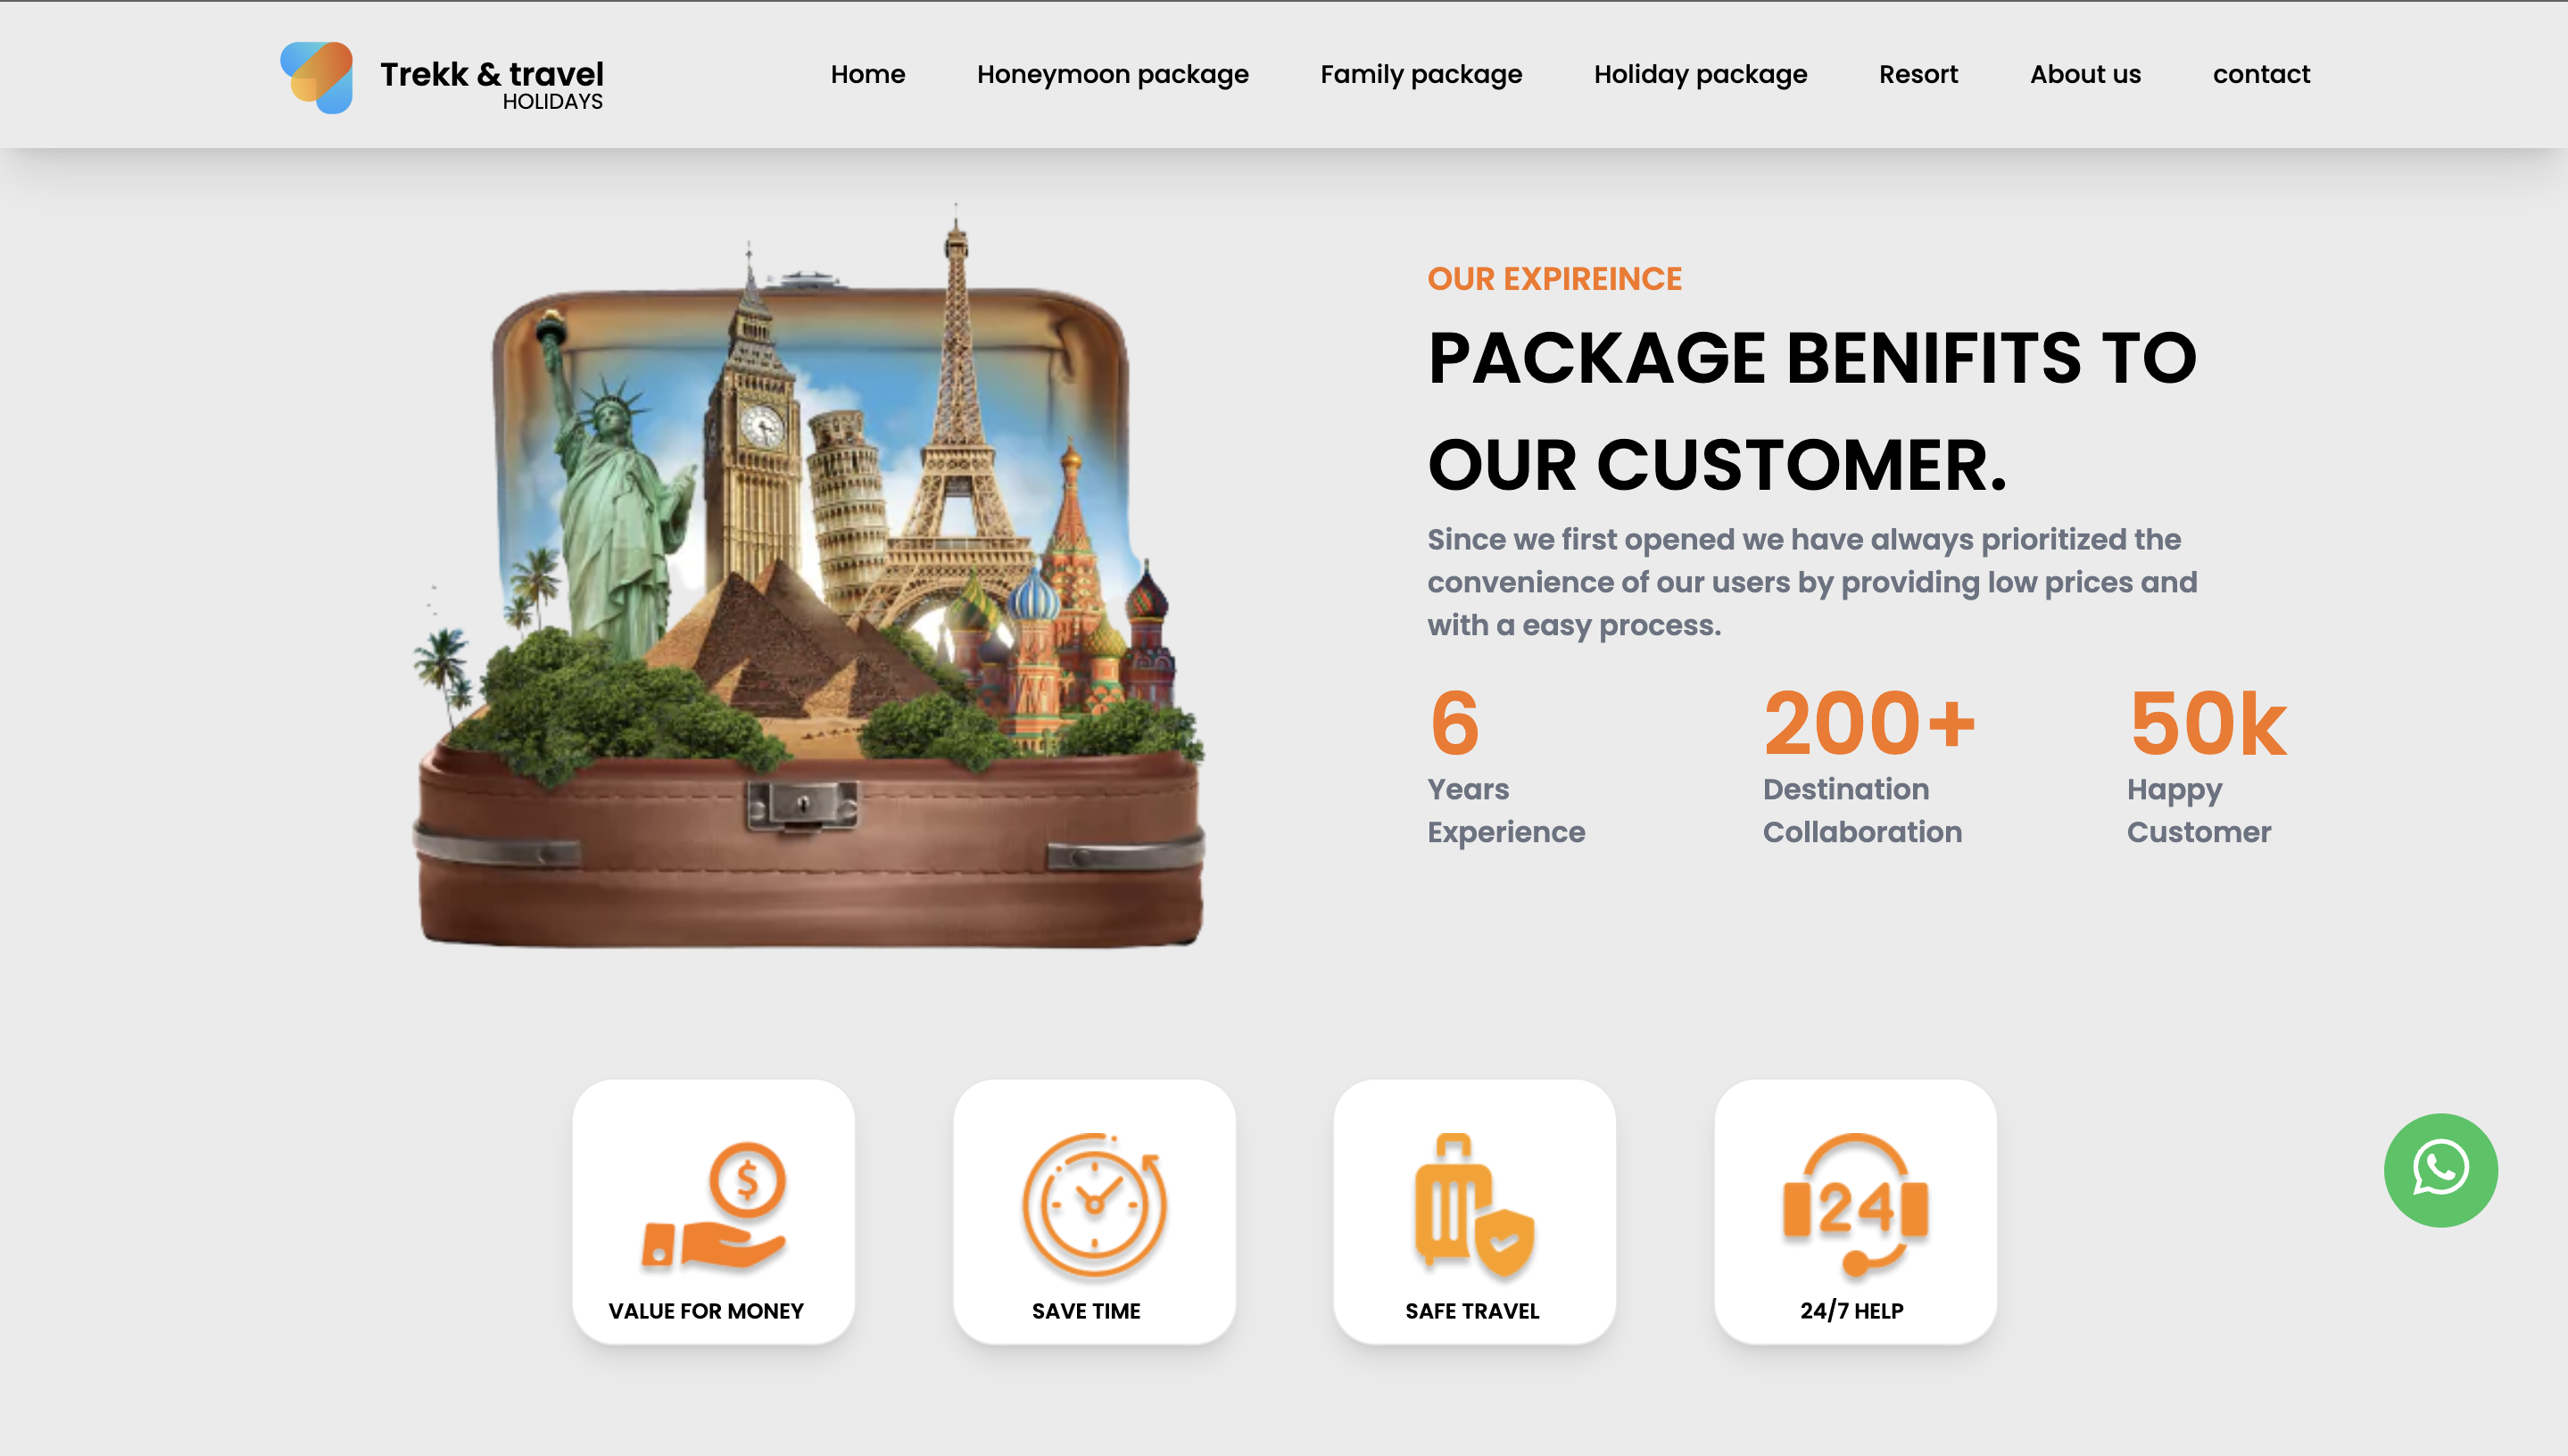 Trekk & travel
HOLIDAYS
Home
Honeymoon package
Family package
Holiday package
Resort
About us
contact
OUR EXPIREINCE
PACKAGE BENIFITS TO
OUR CUSTOMER.
Since we first opened we have always prioritized the
convenience of our users by providing low prices and
with a easy process.
6
Years
Experience
200+
Destination
Collaboration
50k
Happy
Customer
$
VALUE FOR MONEY
SAVE TIME
SAFE TRAVEL
24
24/7 HELP